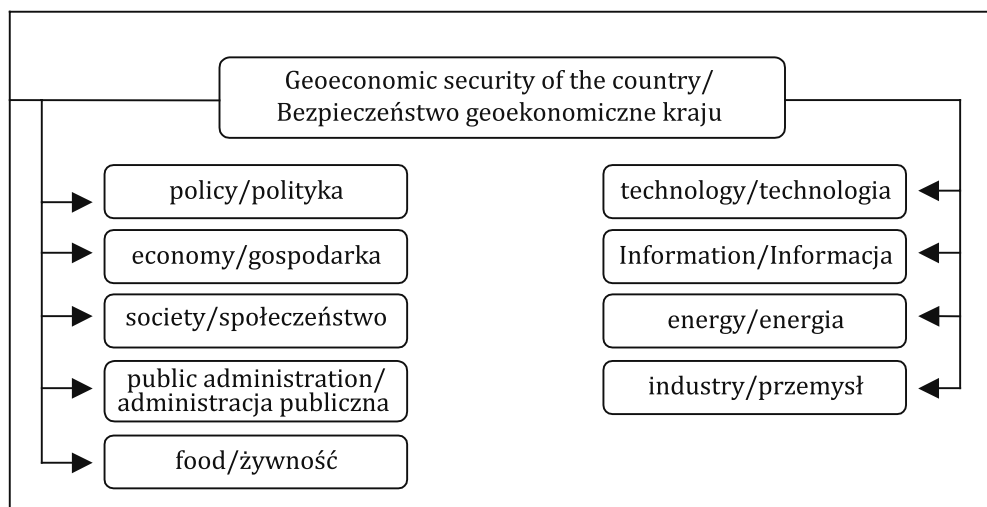 Geoeconomic security of the country/
Bezpieczeństwo geoekonomiczne kraju
policy/polityka
economy/gospodarka
society/społeczeństwo
public administration/
administracja publiczna
food/żywność
technology/technologia
Information/Informacja
energy/energia
industry/przemysł